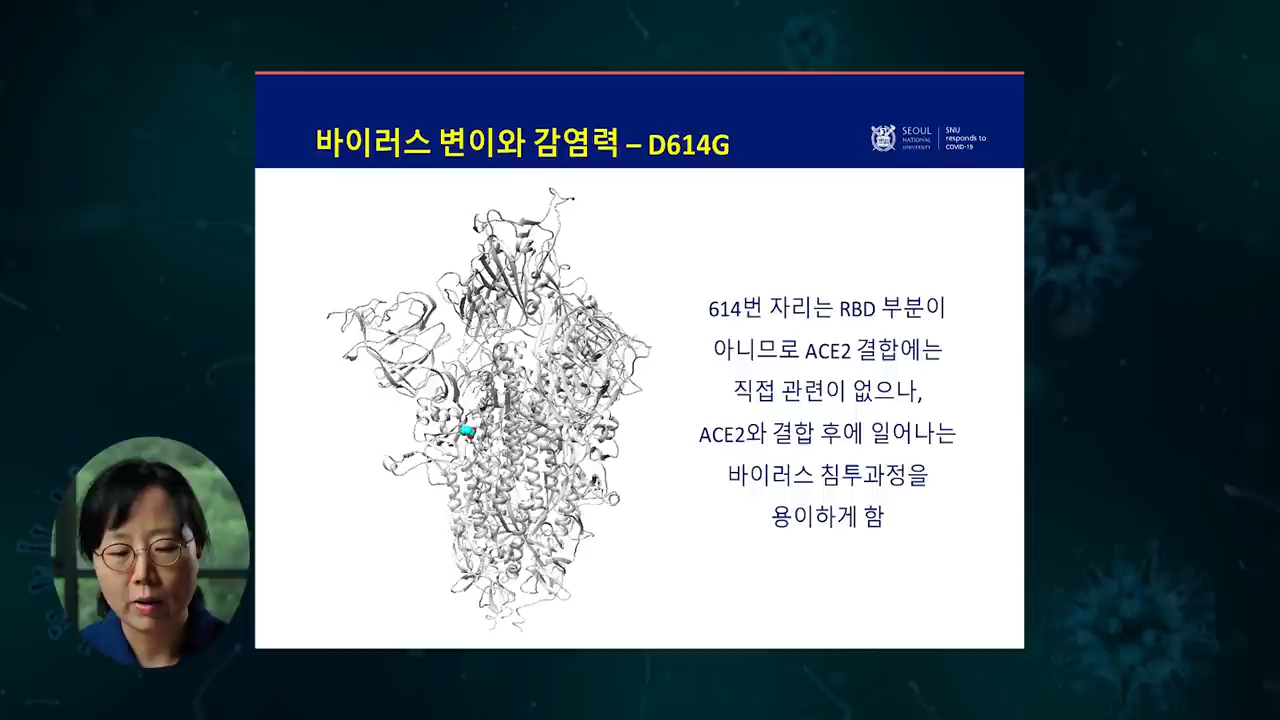 바이러스 변이와 감염력 – D614G
SEOUL
NATIONAL
UNIVERSITY
SNU
responds to
COVID-19
614번 자리는 RBD 부분이
아니므로 ACE2 결합에는
직접 관련이 없으나,
ACE2와 결합 후에 일어나는
바이러스 침투과정을
용이하게 함